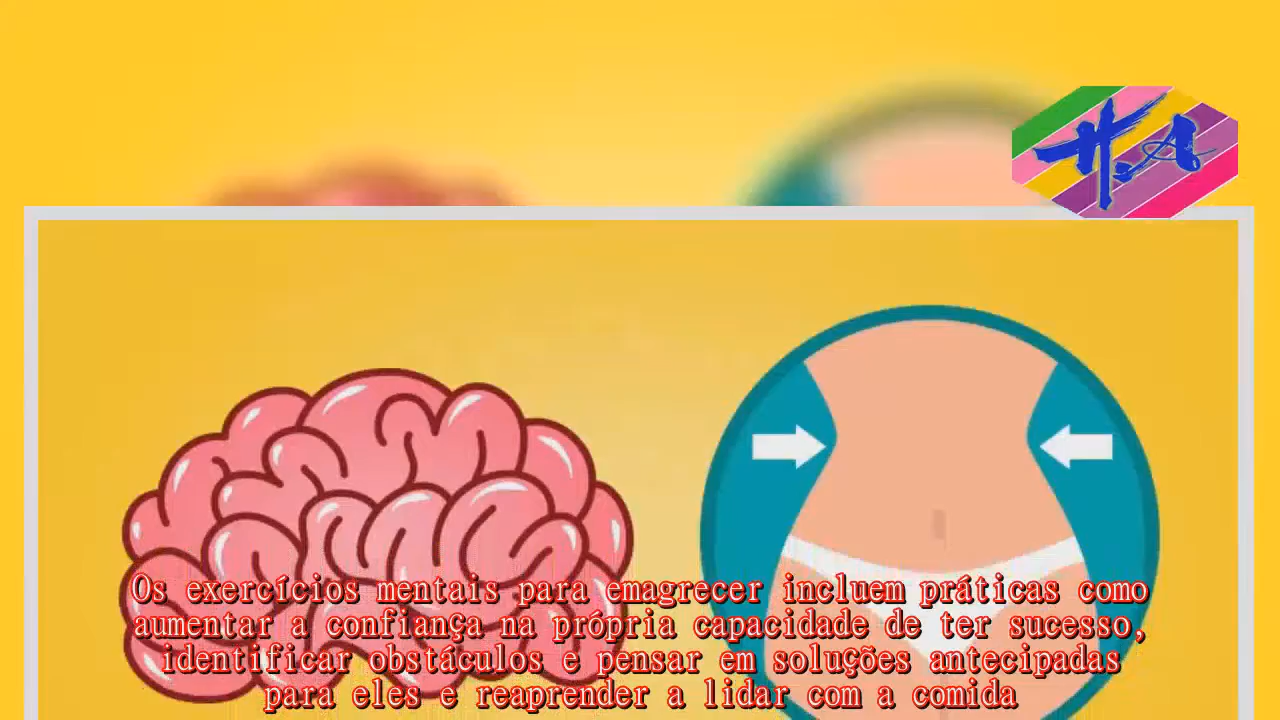 H.A
Os exercícios mentais para emagrecer incluem práticas como
aumentar a confiança na própria capacidade de ter sucesso,
identificar obstáculos e pensar em soluções antecipadas
para eles e reaprender a lidar com a comida